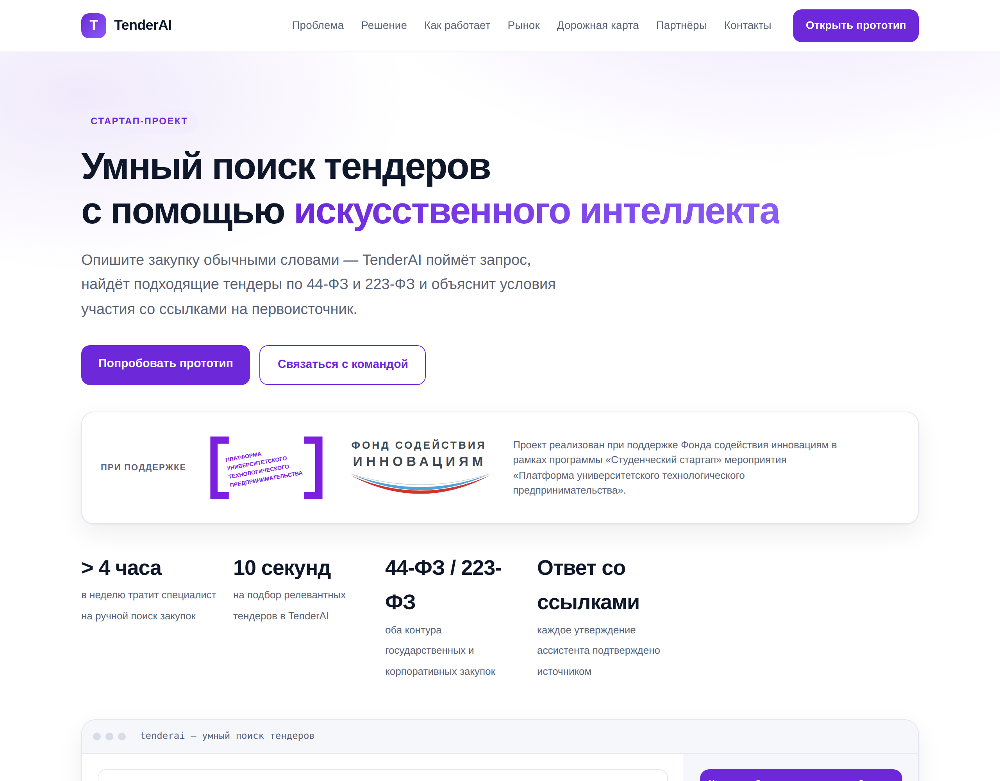 T TenderAI Проблема Решение Как работает Рынок Дорожная карта Партнёры Контакты Открыть прототип
СТАРТАП-ПРОЕКТ
Умный поиск тендеров
с помощью искусственного интеллекта
Опишите закупку обычными словами — TenderAI поймёт запрос,
найдёт подходящие тендеры по 44-ФЗ и 223-ФЗ и объяснит условия
участия со ссылками на первоисточник.
Попробовать прототип Связаться с командой
ПРИ ПОДДЕРЖКЕ
ПЛАТФОРМА
УНИВЕРСИТЕТСКОГО
ТЕХНОЛОГИЧЕСКОГО
ПРЕДПРИНИМАТЕЛЬСТВА
ФОНД СОДЕЙСТВИЯ
ИННОВАЦИЯМ
Проект реализован при поддержке Фонда содействия инновациям в
рамках программы «Студенческий стартап» мероприятия
«Платформа университетского технологического
предпринимательства».
> 4 часа
в неделю тратит специалист
на ручной поиск закупок
10 секунд
на подбор релевантных
тендеров в TenderAI
44-ФЗ / 223-
ФЗ
оба контура
государственных и
корпоративных закупок
Ответ со
ссылками
каждое утверждение
ассистента подтверждено
источником
tenderai — умный поиск тендеров